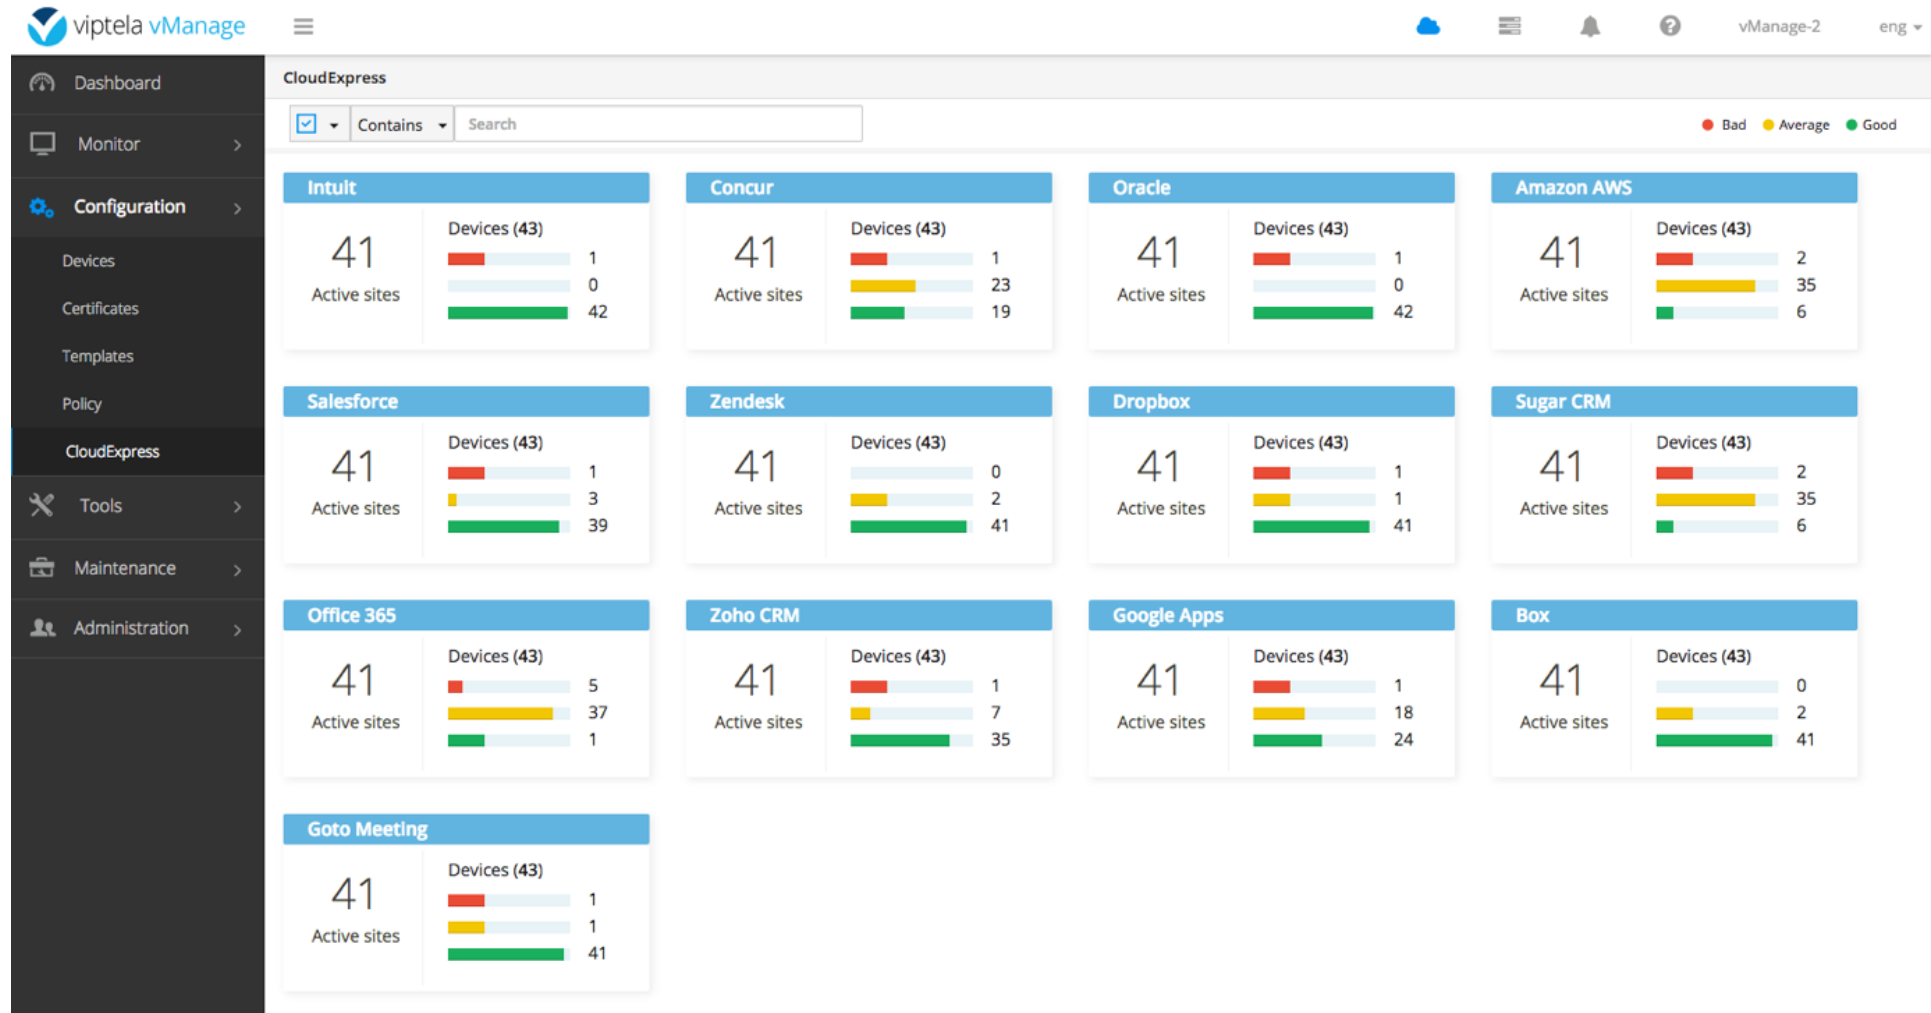 viptela vManage
vManage-2
eng
Dashboard
Monitor
Configuration
Devices
Certificates
Templates
Policy
CloudExpress
Tools
Maintenance
Administration
CloudExpress
Contains
Search
Bad
Average
Good
Intuit
41
Active sites
Devices (43)
1
0
42
Concur
41
Active sites
Devices (43)
1
23
19
Oracle
41
Active sites
Devices (43)
1
0
42
Amazon AWS
41
Active sites
Devices (43)
2
35
6
Salesforce
41
Active sites
Devices (43)
1
3
39
Zendesk
41
Active sites
Devices (43)
0
2
41
Dropbox
41
Active sites
Devices (43)
1
1
41
Sugar CRM
41
Active sites
Devices (43)
2
35
6
Office 365
41
Active sites
Devices (43)
5
37
1
Zoho CRM
41
Active sites
Devices (43)
1
7
35
Google Apps
41
Active sites
Devices (43)
1
18
24
Box
41
Active sites
Devices (43)
0
2
41
Goto Meeting
41
Active sites
Devices (43)
1
1
41